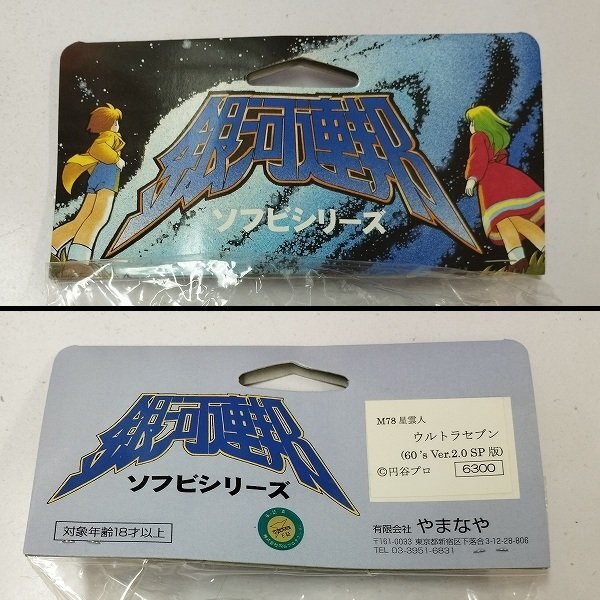 銀河連邦
ソフビシリーズ
銀河連邦
ソフビシリーズ
対象年齢18才以上
M78星雲人
ウルトラセブン
(60's Ver.2.0 SP版)
©円谷プロ 6300
有限会社 やまなや
〒161-0033 東京都新宿区下落合3-12-28-806
TEL 03-3951-6831